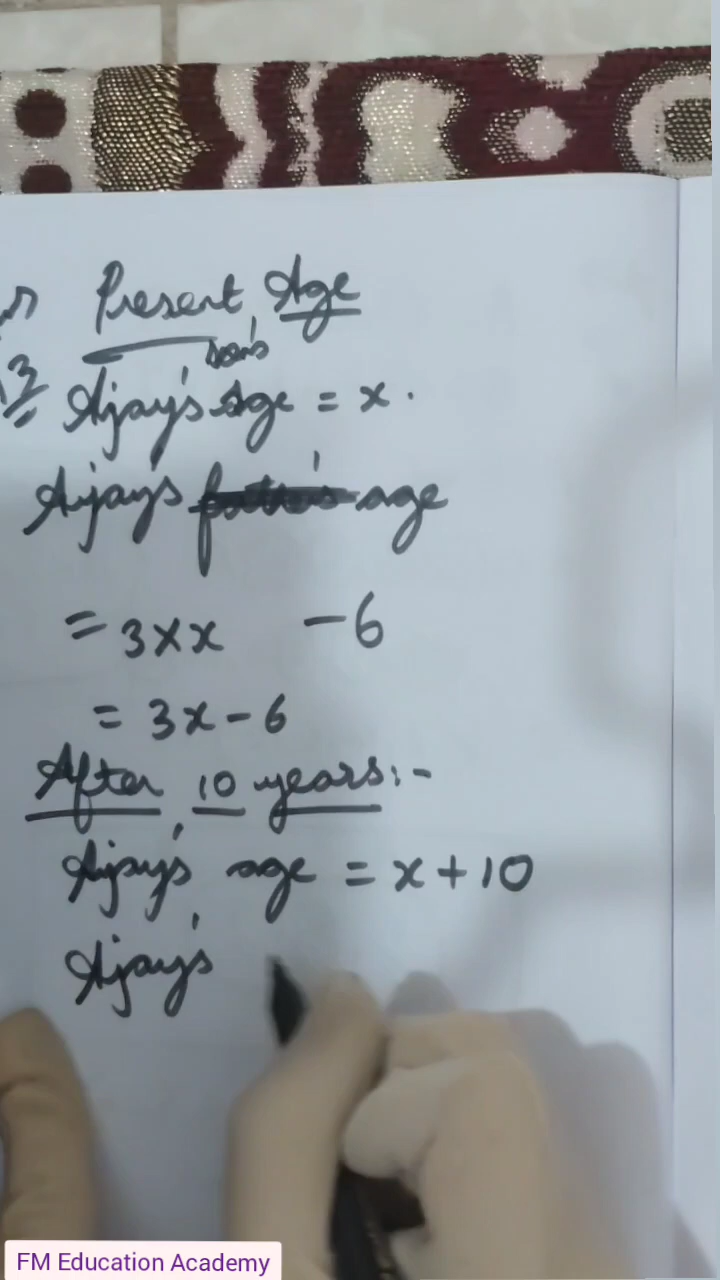 Present Age
son's
Ajay's age = x.
Ajay's age
= 3×x -6
= 3x-6
After 10 years:-
Ajay's age = x+10
Ajay's
FM Education Academy